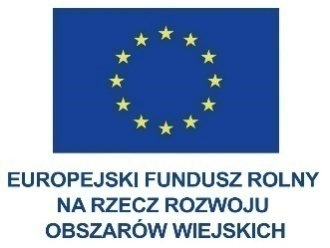 EUROPEJSKI FUNDUSZ ROLNY
NA RZECZ ROZWOJU
OBSZARÓW WIEJSKICH